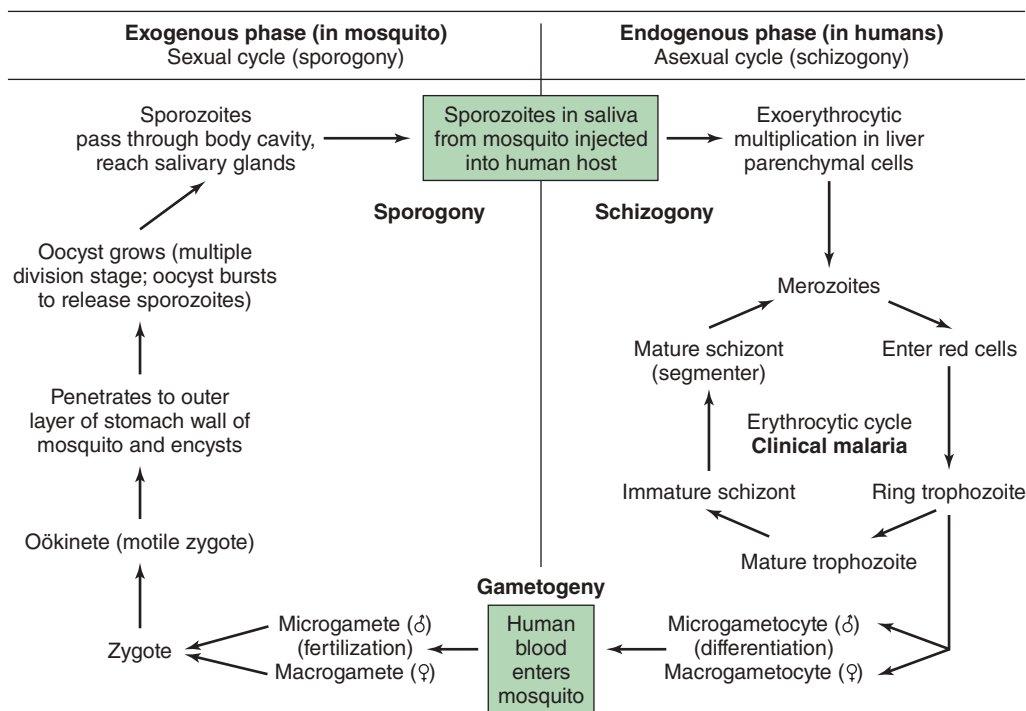 Exogenous phase (in mosquito)
Sexual cycle (sporogony)
Endogenous phase (in humans)
Asexual cycle (schizogony)
Sporozoites
pass through body cavity,
reach salivary glands
Sporozoites in saliva
from mosquito injected
into human host
Exoerythrocytic
multiplication in liver
parenchymal cells
Sporogony
Schizogony
Oocyst grows (multiple
division stage; oocyst bursts
to release sporozoites)
Merozoites
Mature schizont
(segmenter)
Enter red cells
Penetrates to outer
layer of stomach wall of
mosquito and encysts
Erythrocytic cycle
Clinical malaria
Immature schizont
Ring trophozoite
Oökinete (motile zygote)
Mature trophozoite
Gametogeny
Zygote
Microgamete (♂)
(fertilization)
Macrogamete (♀)
Human
blood
enters
mosquito
Microgametocyte (♂)
(differentiation)
Macrogametocyte (♀)